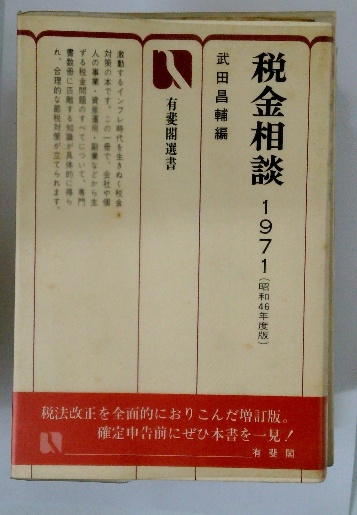 税金相談 1971(昭和46年度版)
武田昌輔編
有斐閣選書
激動するインフレ時代を生きぬく税金
対策の本です。この一冊で、会社や個
人の事業・資産運用・副業などから生
ずる税金問題のすべてについて、専門
書数冊に匹敵する知識が具体的に得ら
れ、合理的な節税対策が立てられます。
税法改正を全面的におりこんだ増訂版。
確定申告前にぜひ本書を一見!
有斐閣